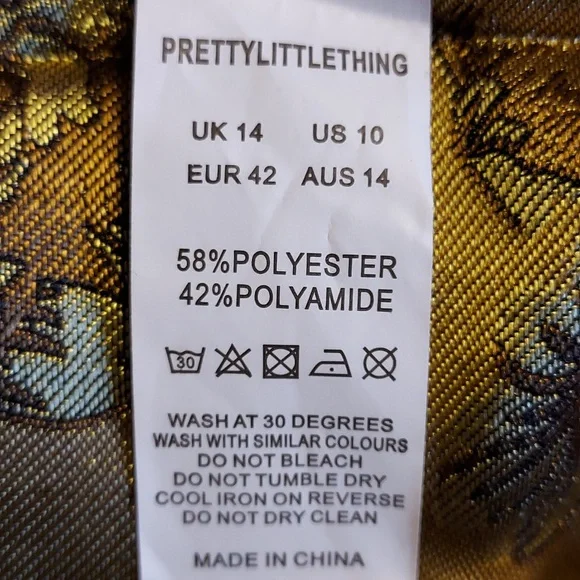 PRETTYLITTLETHING
UK 14 US 10
EUR 42 AUS 14
58%POLYESTER
42%POLYAMIDE
30
WASH AT 30 DEGREES
WASH WITH SIMILAR COLOURS
DO NOT BLEACH
DO NOT TUMBLE DRY
COOL IRON ON REVERSE
DO NOT DRY CLEAN
MADE IN CHINA